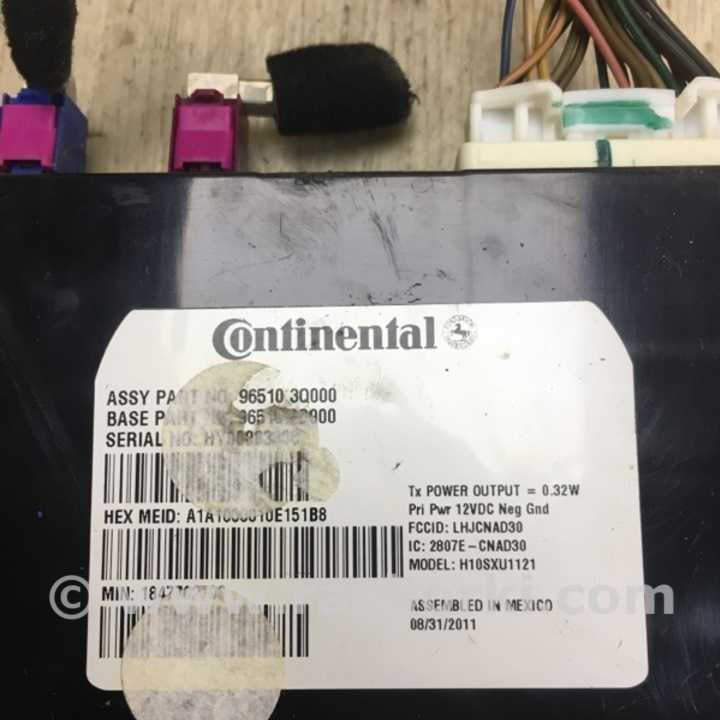 Continental
ASSY PART NO. 96510 3Q000
BASE PART
SERIAL NO:
HEX MEID:
Tx POWER OUTPUT = 0.32W
Pri Pwr 12VDC Neg Gnd
FCCID: LHJCNAD30
IC: 2807E-CNAD30
MODEL: H10SXU1121
MIN:
ASSEMBLED IN MEXICO
08/31/2011